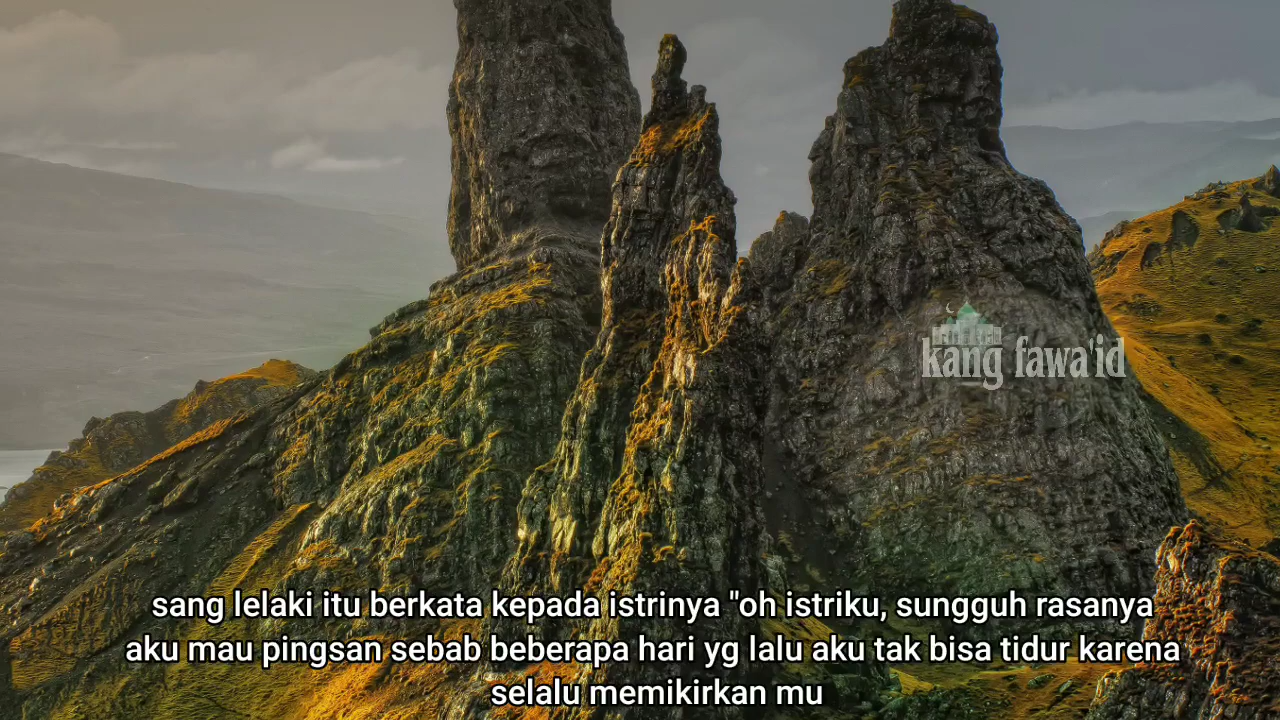 kang fawa'id
sang lelaki itu berkata kepada istrinya "oh istriku, sungguh rasanya
aku mau pingsan sebab beberapa hari yg lalu aku tak bisa tidur karena
selalu memikirkan mu